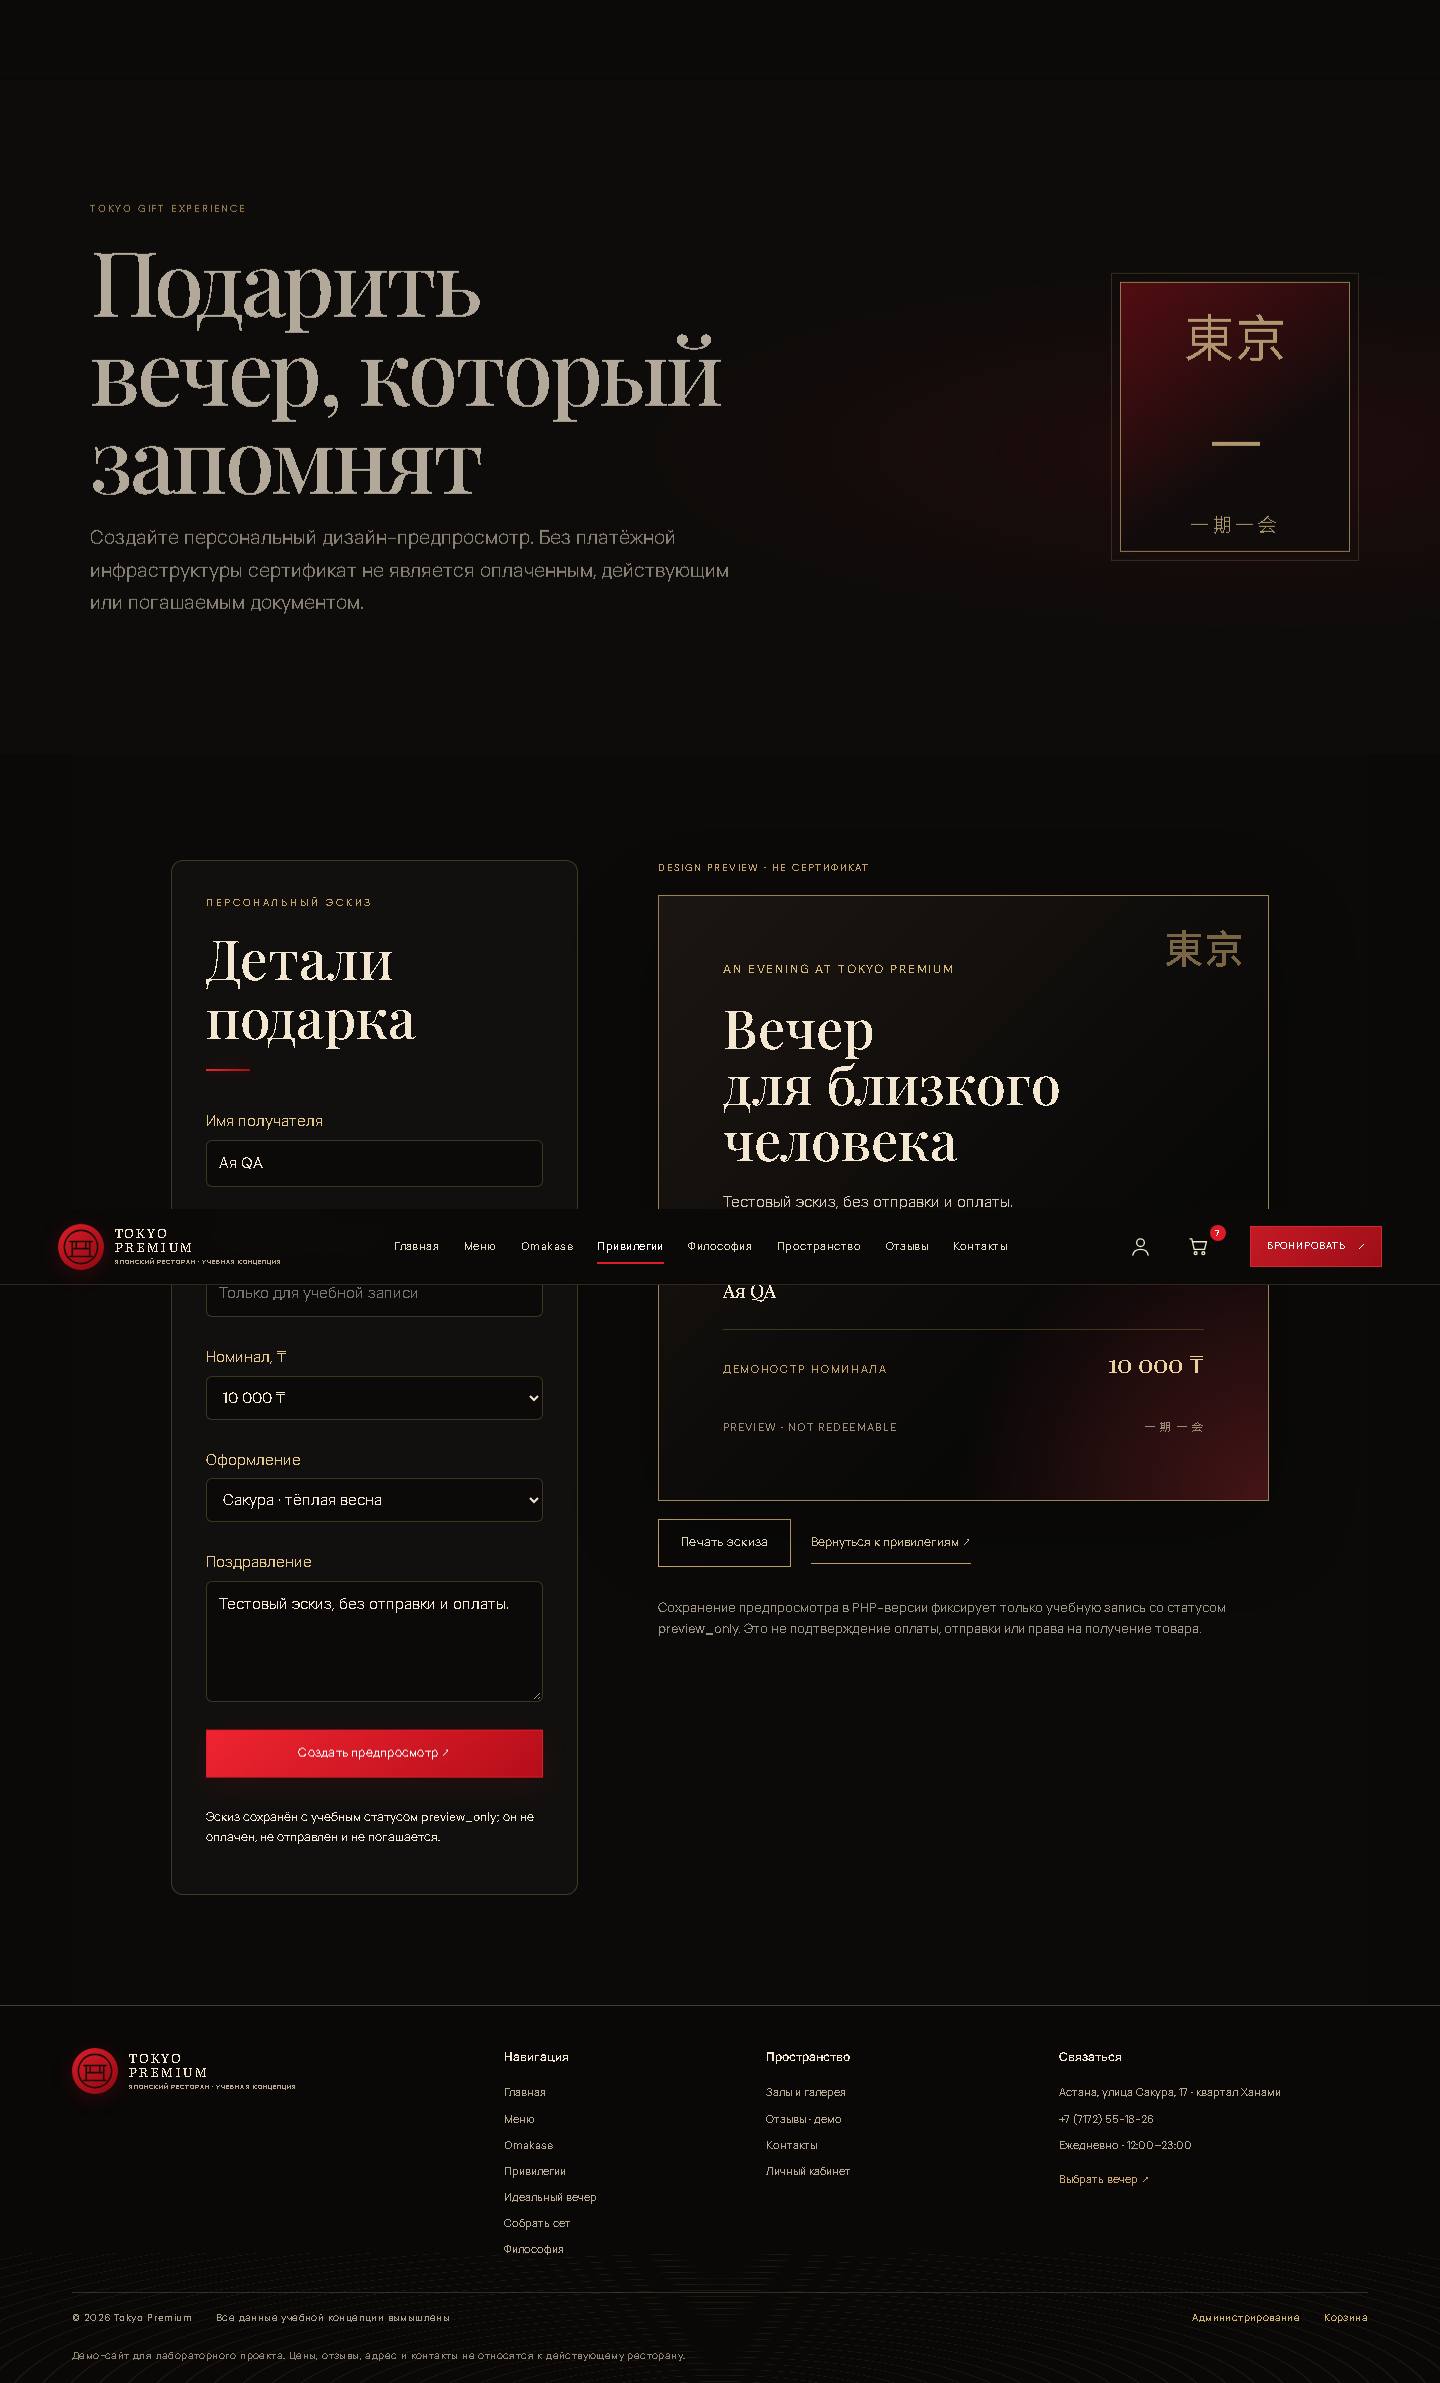 TOKYO GIFT EXPERIENCE
Подарить
вечер, который
запомнят
Создайте персональный дизайн-предпросмотр. Без платёжной
инфраструктуры сертификат не является оплаченным, действующим
или погашаемым документом.
東京
一
一期一会
ПЕРСОНАЛЬНЫЙ ЭСКИЗ
Детали
подарка
Имя получателя
Ая QA
DESIGN PREVIEW · НЕ СЕРТИФИКАТ
東京
AN EVENING AT TOKYO PREMIUM
Вечер
для близкого
человека
Тестовый эскиз, без отправки и оплаты.
TOKYO
PREMIUM
ЯПОНСКИЙ РЕСТОРАН · УЧЕБНАЯ КОНЦЕПЦИЯ
Главная
Меню
Omakase
Привилегии
Философия
Пространство
Отзывы
Контакты
7
БРОНИРОВАТЬ ↗
Только для учебной записи
Номинал, ₸
10 000 ₸
Оформление
Сакура · тёплая весна
Поздравление
Тестовый эскиз, без отправки и оплаты.
Создать предпросмотр ↗
Эскиз сохранён с учебным статусом preview_only; он не
оплачен, не отправлен и не погашается.
Ая QA
ДЕМОНОСТР НОМИНАЛА
10 000 ₸
PREVIEW · NOT REDEEMABLE
一期一会
Печать эскиза
Вернуться к привилегиям ↗
Сохранение предпросмотра в PHP-версии фиксирует только учебную запись со статусом
preview_only. Это не подтверждение оплаты, отправки или права на получение товара.
TOKYO
PREMIUM
ЯПОНСКИЙ РЕСТОРАН · УЧЕБНАЯ КОНЦЕПЦИЯ
Навигация
Главная
Меню
Omakase
Привилегии
Идеальный вечер
Собрать сет
Философия
Пространство
Залы и галерея
Отзывы · демо
Контакты
Личный кабинет
Связаться
Астана, улица Сакура, 17 · квартал Ханами
+7 (7172) 55-18-26
Ежедневно · 12:00–23:00
Выбрать вечер ↗
© 2026 Tokyo Premium
Все данные учебной концепции вымышлены
Администрирование
Корзина
Демо-сайт для лабораторного проекта. Цены, отзывы, адрес и контакты не относятся к действующему ресторану.